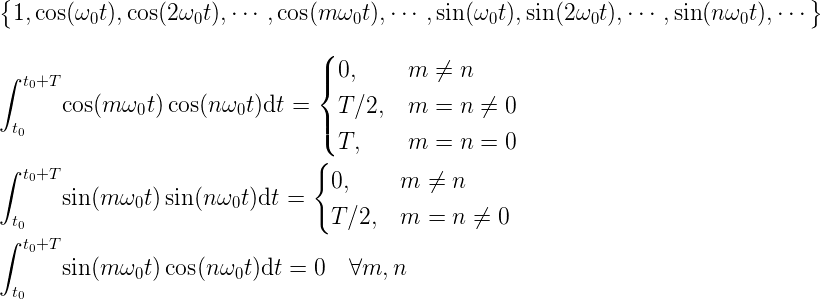 {1, cos(ω₀t), cos(2ω₀t), ⋯ , cos(mω₀t), ⋯ , sin(ω₀t), sin(2ω₀t), ⋯ , sin(nω₀t), ⋯ }
∫_{t₀}^{t₀+T} cos(mω₀t) cos(nω₀t)dt = { 0, m ≠ n
T/2, m = n ≠ 0
T, m = n = 0
∫_{t₀}^{t₀+T} sin(mω₀t) sin(nω₀t)dt = { 0, m ≠ n
T/2, m = n ≠ 0
∫_{t₀}^{t₀+T} sin(mω₀t) cos(nω₀t)dt = 0 ∀m, n